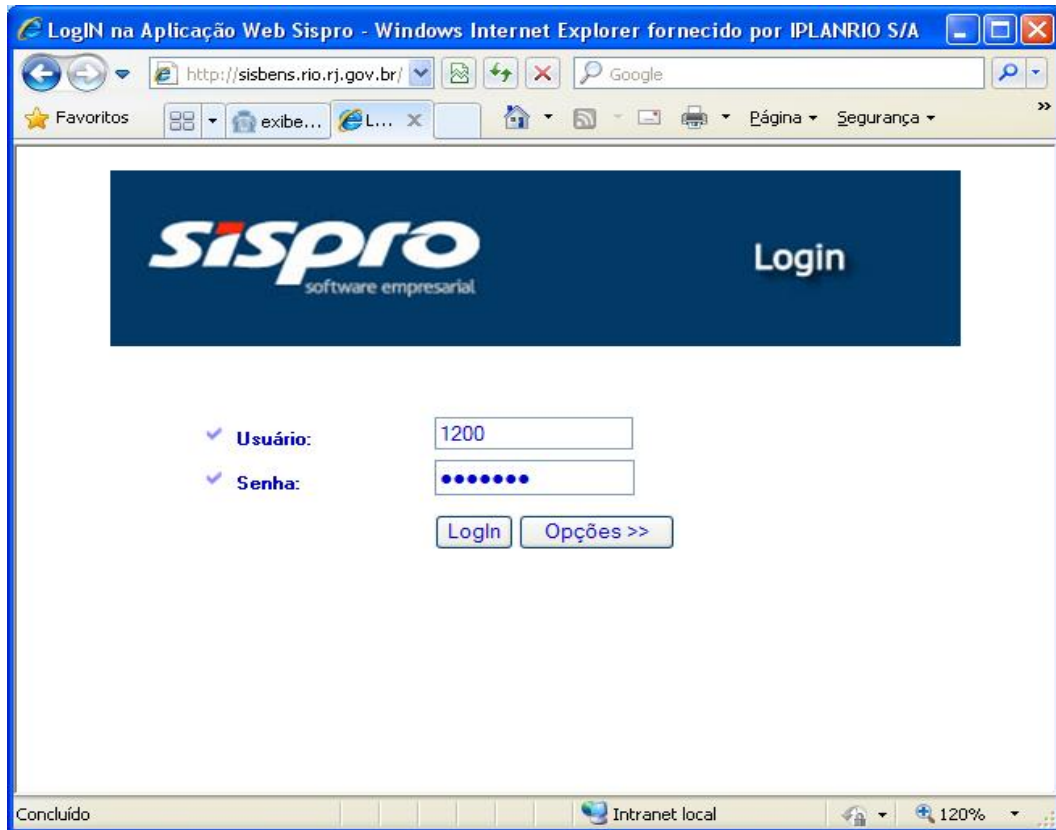 LogIN na Aplicação Web Sispro - Windows Internet Explorer fornecido por IPLANRIO S/A
http://sisbens.rio.rj.gov.br/ Google
Favoritos exibe... L... Página Segurança »
sispro
software empresarial
Login
Usuário: 1200
Senha: •••••••
LogIn Opções >>
Concluído Intranet local 120%